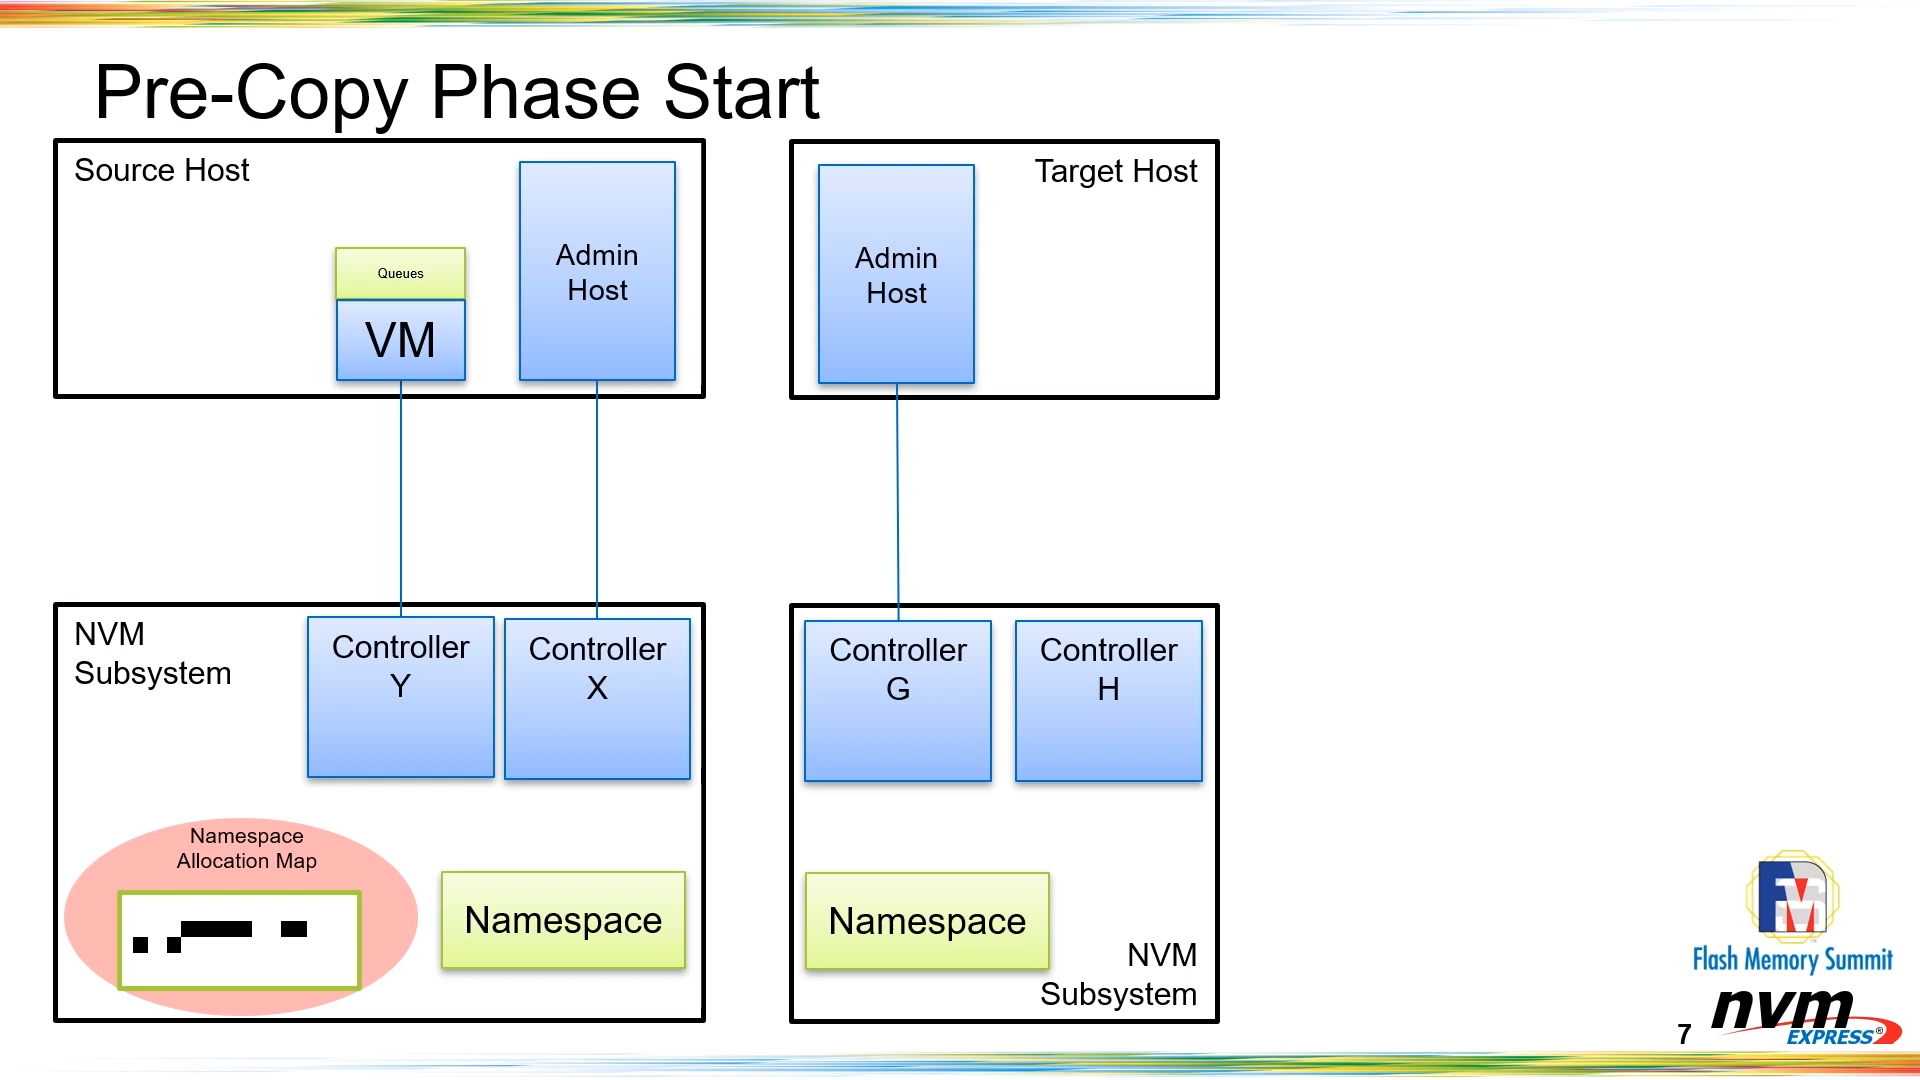 Pre-Copy Phase Start
Source Host
Queues
VM
Admin
Host
Target Host
Admin
Host
NVM
Subsystem
Controller
Y
Controller
X
Namespace
Allocation Map
Namespace
Controller
G
Controller
H
Namespace
NVM
Subsystem
FMS
Flash Memory Summit
nvm
EXPRESS®
7